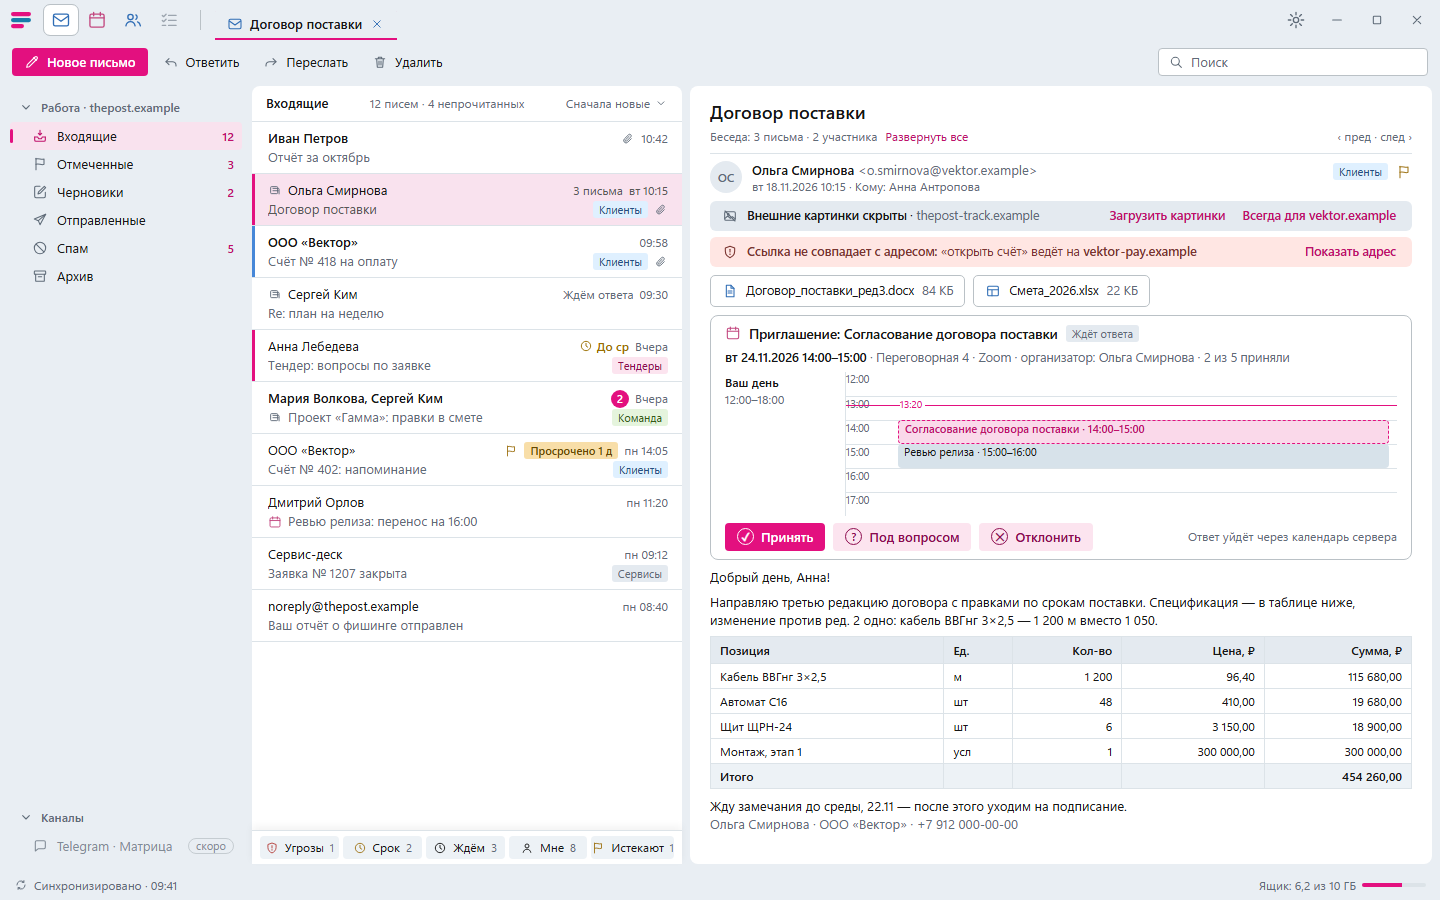 Договор поставки
Новое письмо
Ответить
Переслать
Удалить
Поиск
Работа · thepost.example
Входящие 12
Отмеченные 3
Черновики 2
Отправленные
Спам 5
Архив
Каналы
Telegram · Матрица скоро
Синхронизировано · 09:41
Входящие 12 писем · 4 непрочитанных Сначала новые
Иван Петров 10:42
Отчёт за октябрь
Ольга Смирнова 3 письма вт 10:15
Договор поставки Клиенты
ООО «Вектор» 09:58
Счёт № 418 на оплату Клиенты
Сергей Ким Ждём ответа 09:30
Re: план на неделю
Анна Лебедева До ср Вчера
Тендер: вопросы по заявке Тендеры
Мария Волкова, Сергей Ким 2 Вчера
Проект «Гамма»: правки в смете Команда
ООО «Вектор» Просрочено 1 д пн 14:05
Счёт № 402: напоминание Клиенты
Дмитрий Орлов пн 11:20
Ревью релиза: перенос на 16:00
Сервис-деск пн 09:12
Заявка № 1207 закрыта Сервисы
noreply@thepost.example пн 08:40
Ваш отчёт о фишинге отправлен
Угрозы 1 Срок 2 Ждём 3 Мне 8 Истекают 1
Договор поставки
Беседа: 3 письма · 2 участника Развернуть все ‹ пред · след ›
ОС
Ольга Смирнова <o.smirnova@vektor.example> Клиенты
вт 18.11.2026 10:15 · Кому: Анна Антропова
Внешние картинки скрыты · thepost-track.example Загрузить картинки Всегда для vektor.example
Ссылка не совпадает с адресом: «открыть счёт» ведёт на vektor-pay.example Показать адрес
Договор_поставки_ред3.docx 84 КБ Смета_2026.xlsx 22 КБ
Приглашение: Согласование договора поставки Ждёт ответа
вт 24.11.2026 14:00–15:00 · Переговорная 4 · Zoom · организатор: Ольга Смирнова · 2 из 5 приняли
Ваш день
12:00–18:00
12:00
13:00 13:20
14:00 Согласование договора поставки · 14:00–15:00
15:00 Ревью релиза · 15:00–16:00
16:00
17:00
Принять Под вопросом Отклонить Ответ уйдёт через календарь сервера
Добрый день, Анна!
Направляю третью редакцию договора с правками по срокам поставки. Спецификация — в таблице ниже,
изменение против ред. 2 одно: кабель ВВГнг 3×2,5 — 1 200 м вместо 1 050.
Позиция Ед. Кол-во Цена, ₽ Сумма, ₽
Кабель ВВГнг 3×2,5 м 1 200 96,40 115 680,00
Автомат С16 шт 48 410,00 19 680,00
Щит ЩРН-24 шт 6 3 150,00 18 900,00
Монтаж, этап 1 усл 1 300 000,00 300 000,00
Итого 454 260,00
Жду замечания до среды, 22.11 — после этого уходим на подписание.
Ольга Смирнова · ООО «Вектор» · +7 912 000-00-00
Ящик: 6,2 из 10 ГБ